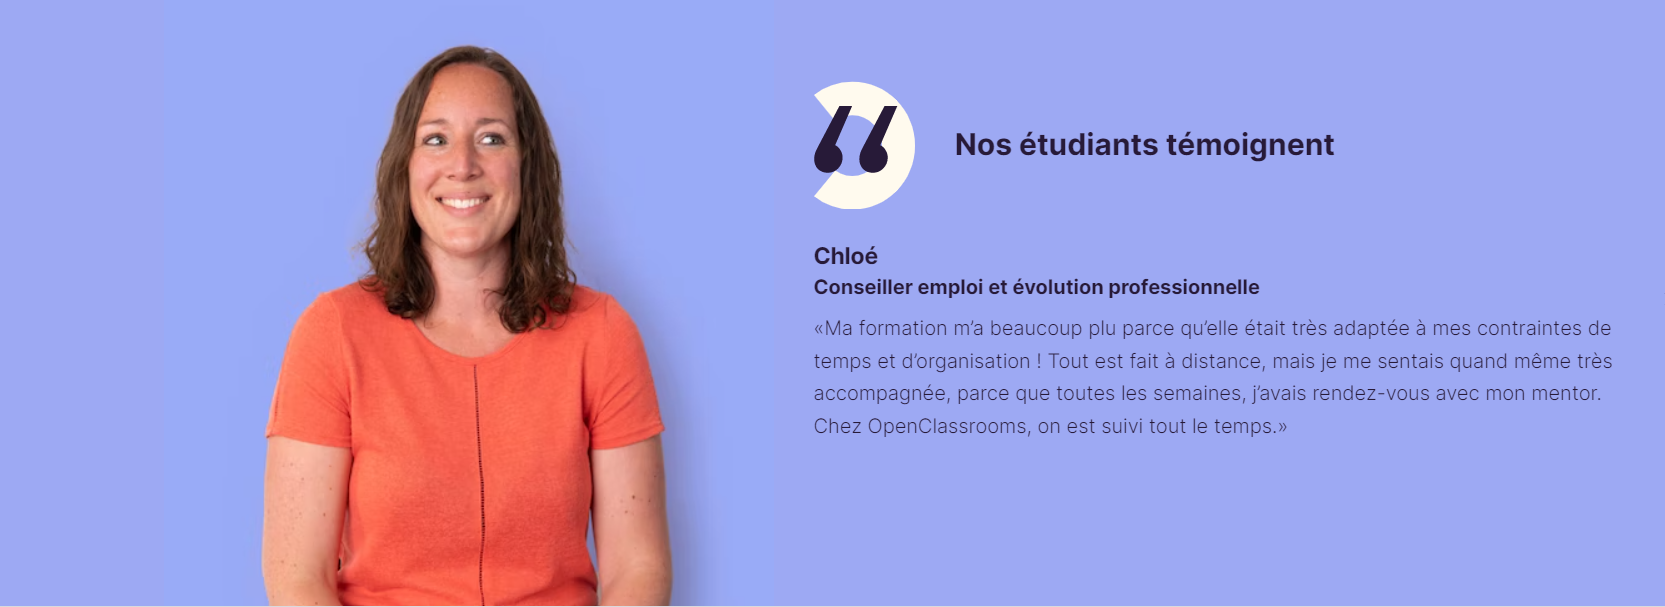 Nos étudiants témoignent
Chloé
Conseiller emploi et évolution professionnelle
«Ma formation m’a beaucoup plu parce qu’elle était très adaptée à mes contraintes de
temps et d’organisation ! Tout est fait à distance, mais je me sentais quand même très
accompagnée, parce que toutes les semaines, j’avais rendez-vous avec mon mentor.
Chez OpenClassrooms, on est suivi tout le temps.»